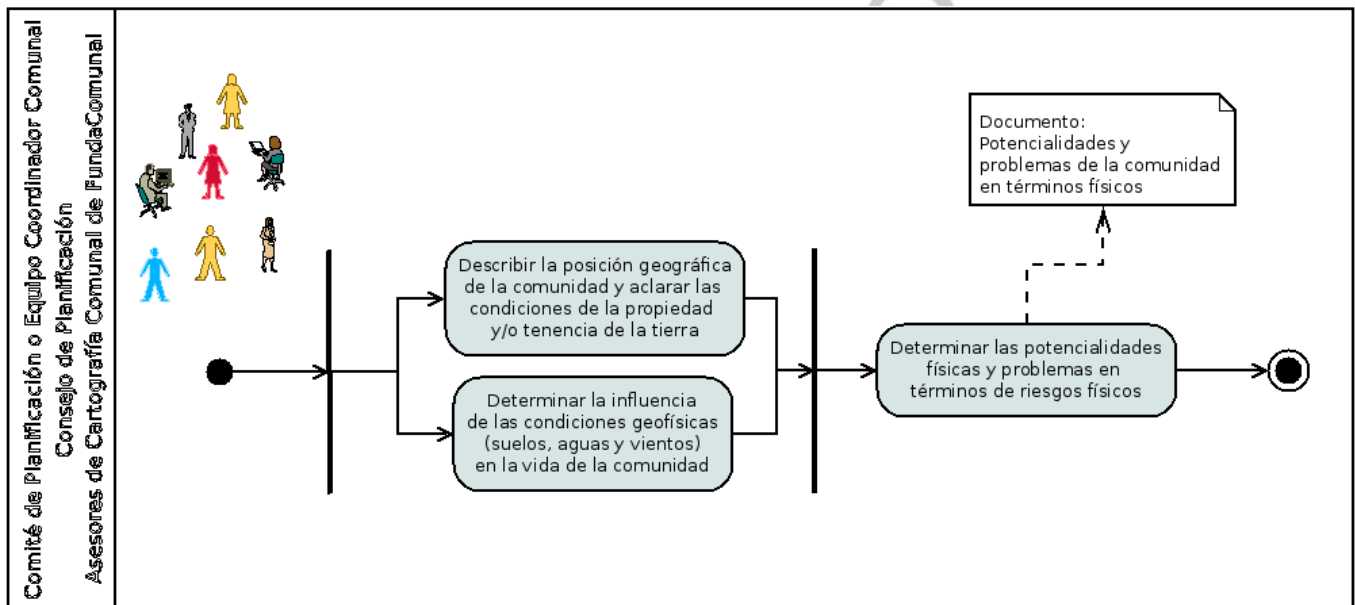 Comité de Planificación o Equipo Coordinador Comunal
Consejo de Planificación
Asesores de Cartografía Comunal de FundaComunal
Documento:
Potencialidades y
problemas de la comunidad
en términos físicos
Describir la posición geográfica
de la comunidad y aclarar las
condiciones de la propiedad
y/o tenencia de la tierra
Determinar la influencia
de las condiciones geofísicas
(suelos, aguas y vientos)
en la vida de la comunidad
Determinar las potencialidades
físicas y problemas en
términos de riesgos físicos